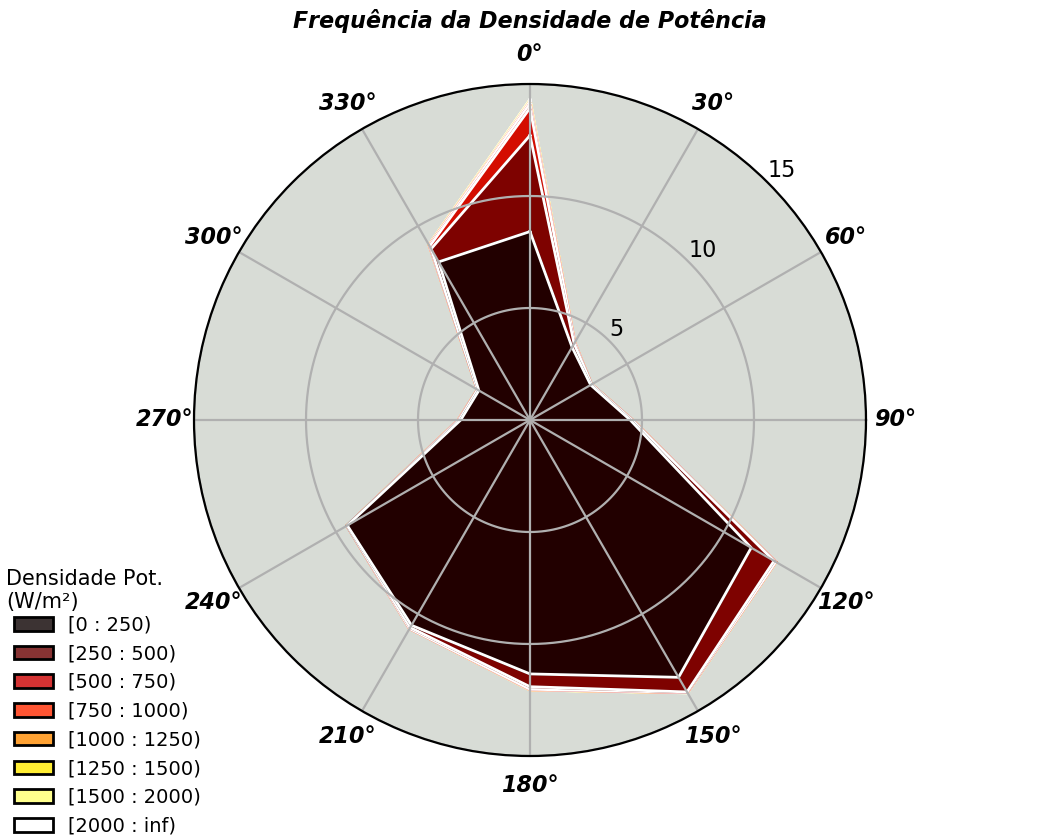 Frequência da Densidade de Potência
0°
330°
30°
15
300°
60°
10
5
270°
90°
240°
120°
210°
150°
180°
Densidade Pot.
(W/m²)
[0 : 250)
[250 : 500)
[500 : 750)
[750 : 1000)
[1000 : 1250)
[1250 : 1500)
[1500 : 2000)
[2000 : inf)